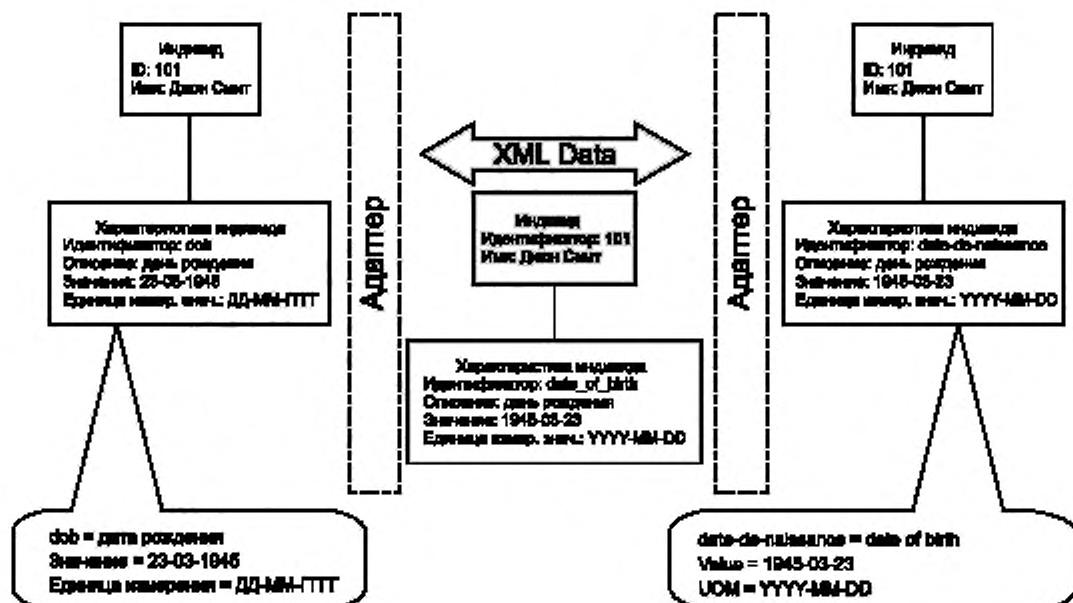 Индивид
ID: 101
Имя: Джон Смит
Характеристика индивида
Идентификатор: dob
Описание: день рождения
Значение: 23-03-1945
Единица измер. знач.: ДД-ММ-ГГГГ
dob = дата рождения
Значение = 23-03-1945
Единица измерения = ДД-ММ-ГГГГ
Адаптер
XML Data
Индивид
Идентификатор: 101
Имя: Джон Смит
Характеристика индивида
Идентификатор: date_of_birth
Описание: день рождения
Значение: 1945-03-23
Единица измер. знач.: YYYY-MM-DD
Адаптер
Индивид
ID: 101
Имя: Джон Смит
Характеристика индивида
Идентификатор: date-de-naissance
Описание: день рождения
Значение: 1945-03-23
Единица измер. знач.: YYYY-MM-DD
date-de-naissance = date of birth
Value = 1945-03-23
UOM = YYYY-MM-DD